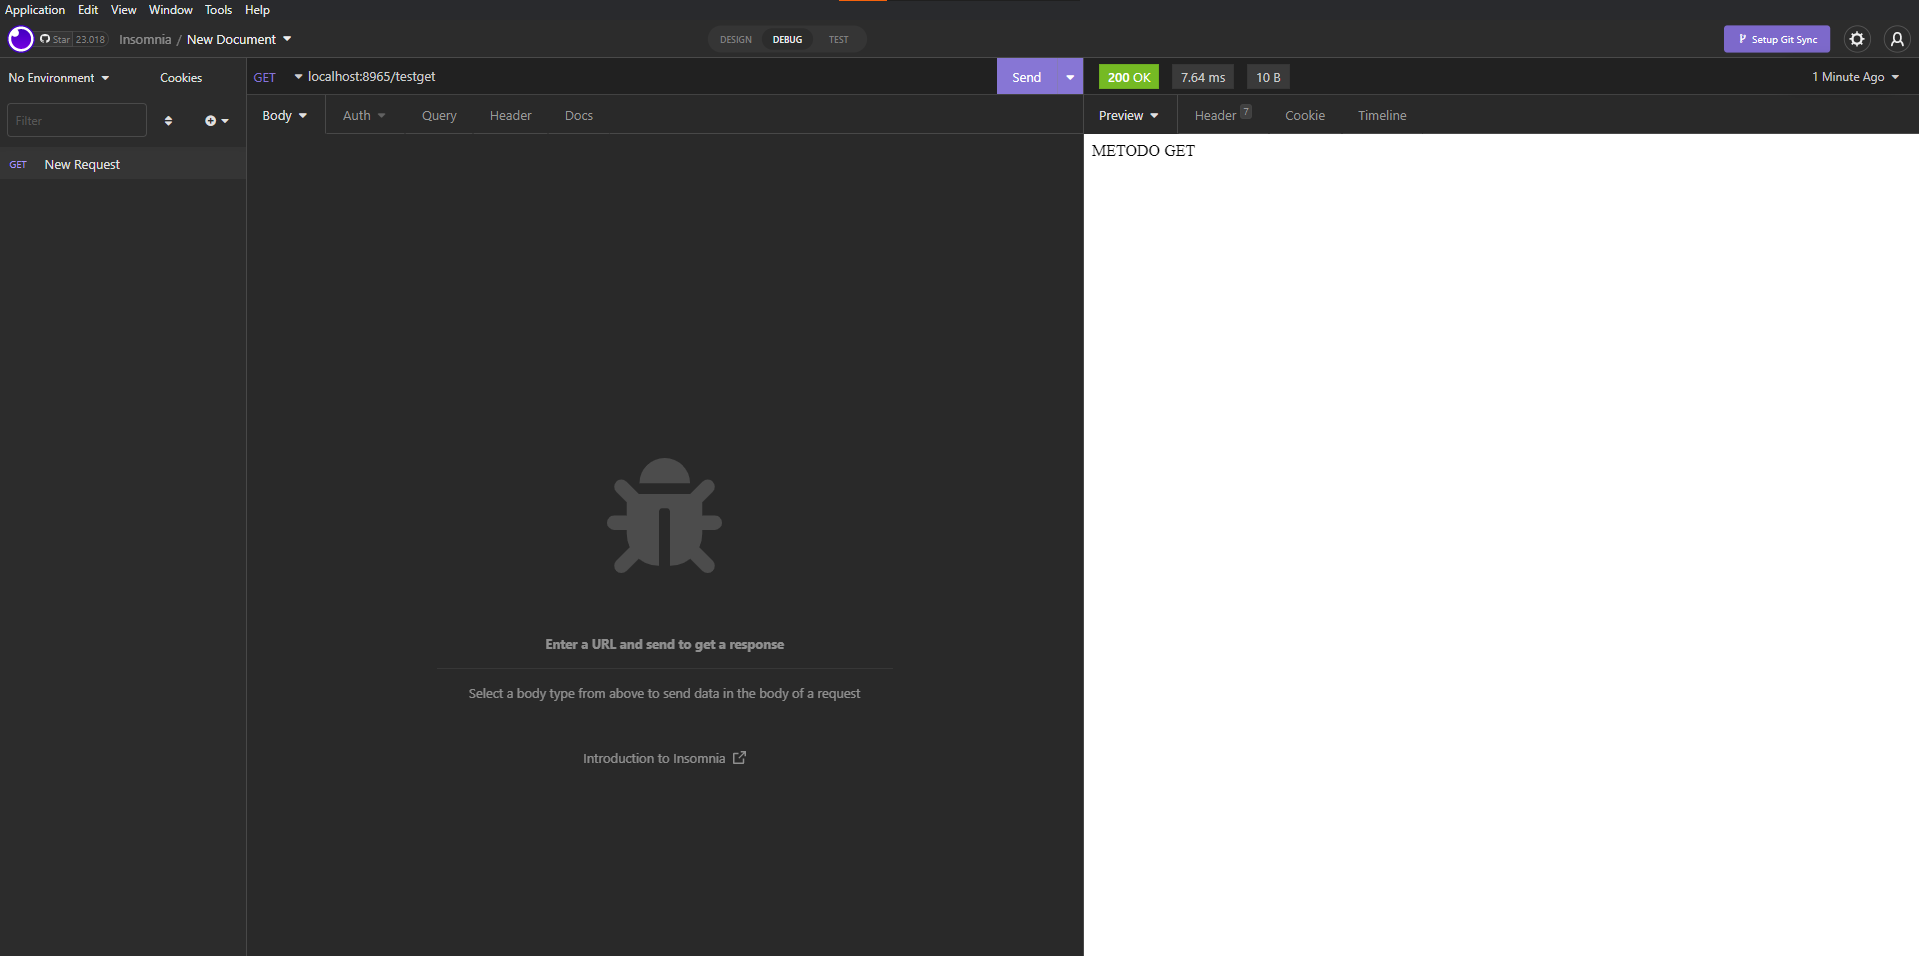 Application Edit View Window Tools Help
Star 23.018 Insomnia / New Document DESIGN DEBUG TEST Setup Git Sync
No Environment Cookies GET localhost:8965/testget Send 200 OK 7.64 ms 10 B 1 Minute Ago
Filter Body Auth Query Header Docs Preview Header 7 Cookie Timeline
METODO GET
GET New Request
Enter a URL and send to get a response
Select a body type from above to send data in the body of a request
Introduction to Insomnia